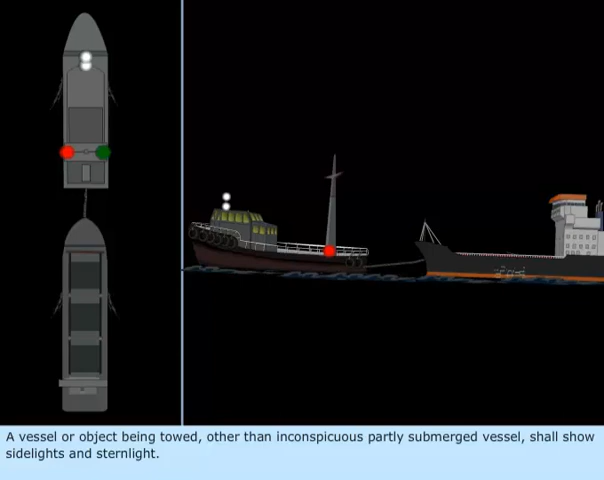 A vessel or object being towed, other than inconspicuous partly submerged vessel, shall show
sidelights and sternlight.